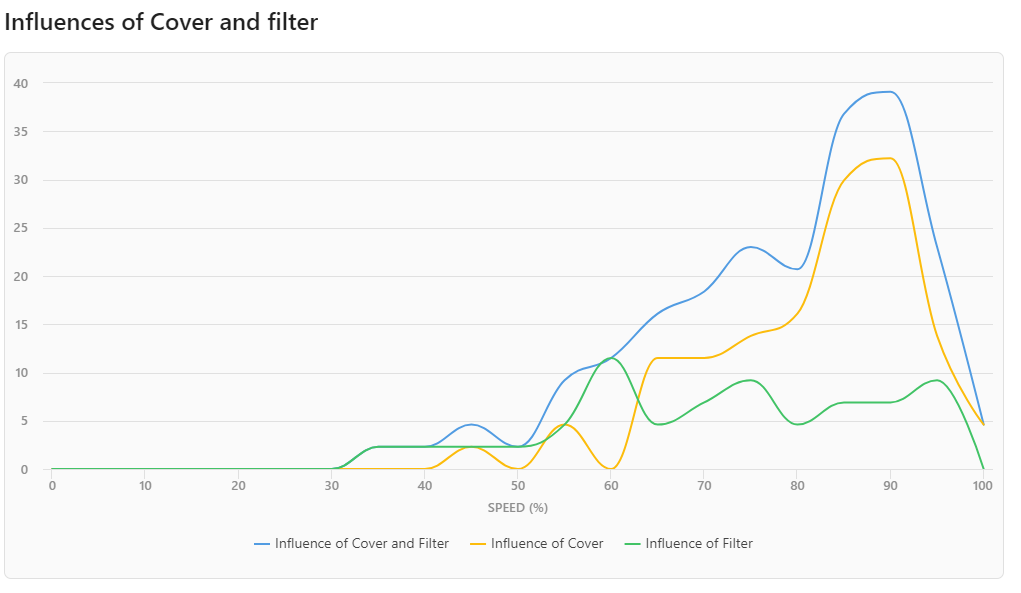 Influences of Cover and filter
40
35
30
25
20
15
10
5
0
0 10 20 30 40 50 60 70 80 90 100
SPEED (%)
Influence of Cover and Filter Influence of Cover Influence of Filter